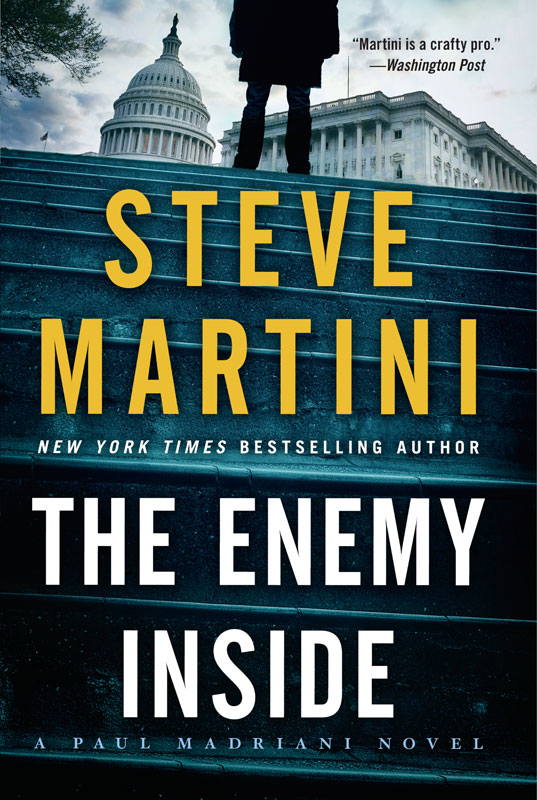 “Martini is a crafty pro.”
—Washington Post
STEVE
MARTINI
NEW YORK TIMES BESTSELLING AUTHOR
THE ENEMY
INSIDE
A PAUL MADRIANI NOVEL